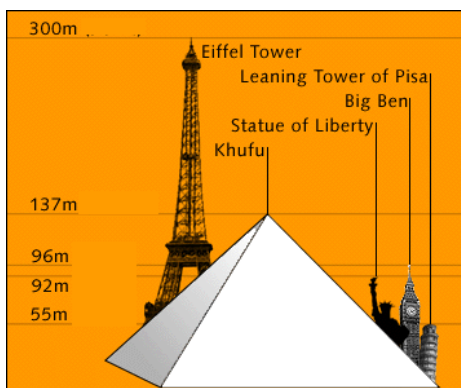 300m
Eiffel Tower
Leaning Tower of Pisa
Big Ben
Statue of Liberty
Khufu
137m
96m
92m
55m